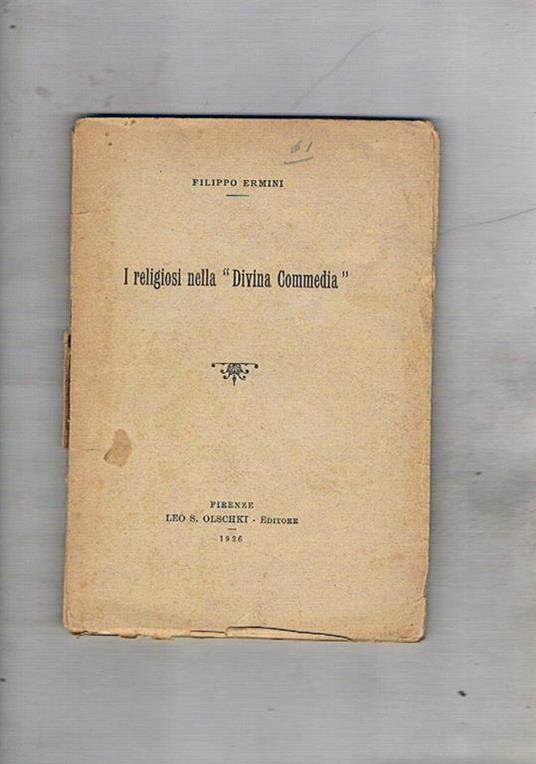 FILIPPO ERMINI
I religiosi nella “Divina Commedia”
FIRENZE
LEO S. OLSCHKI - EDITORE
1926